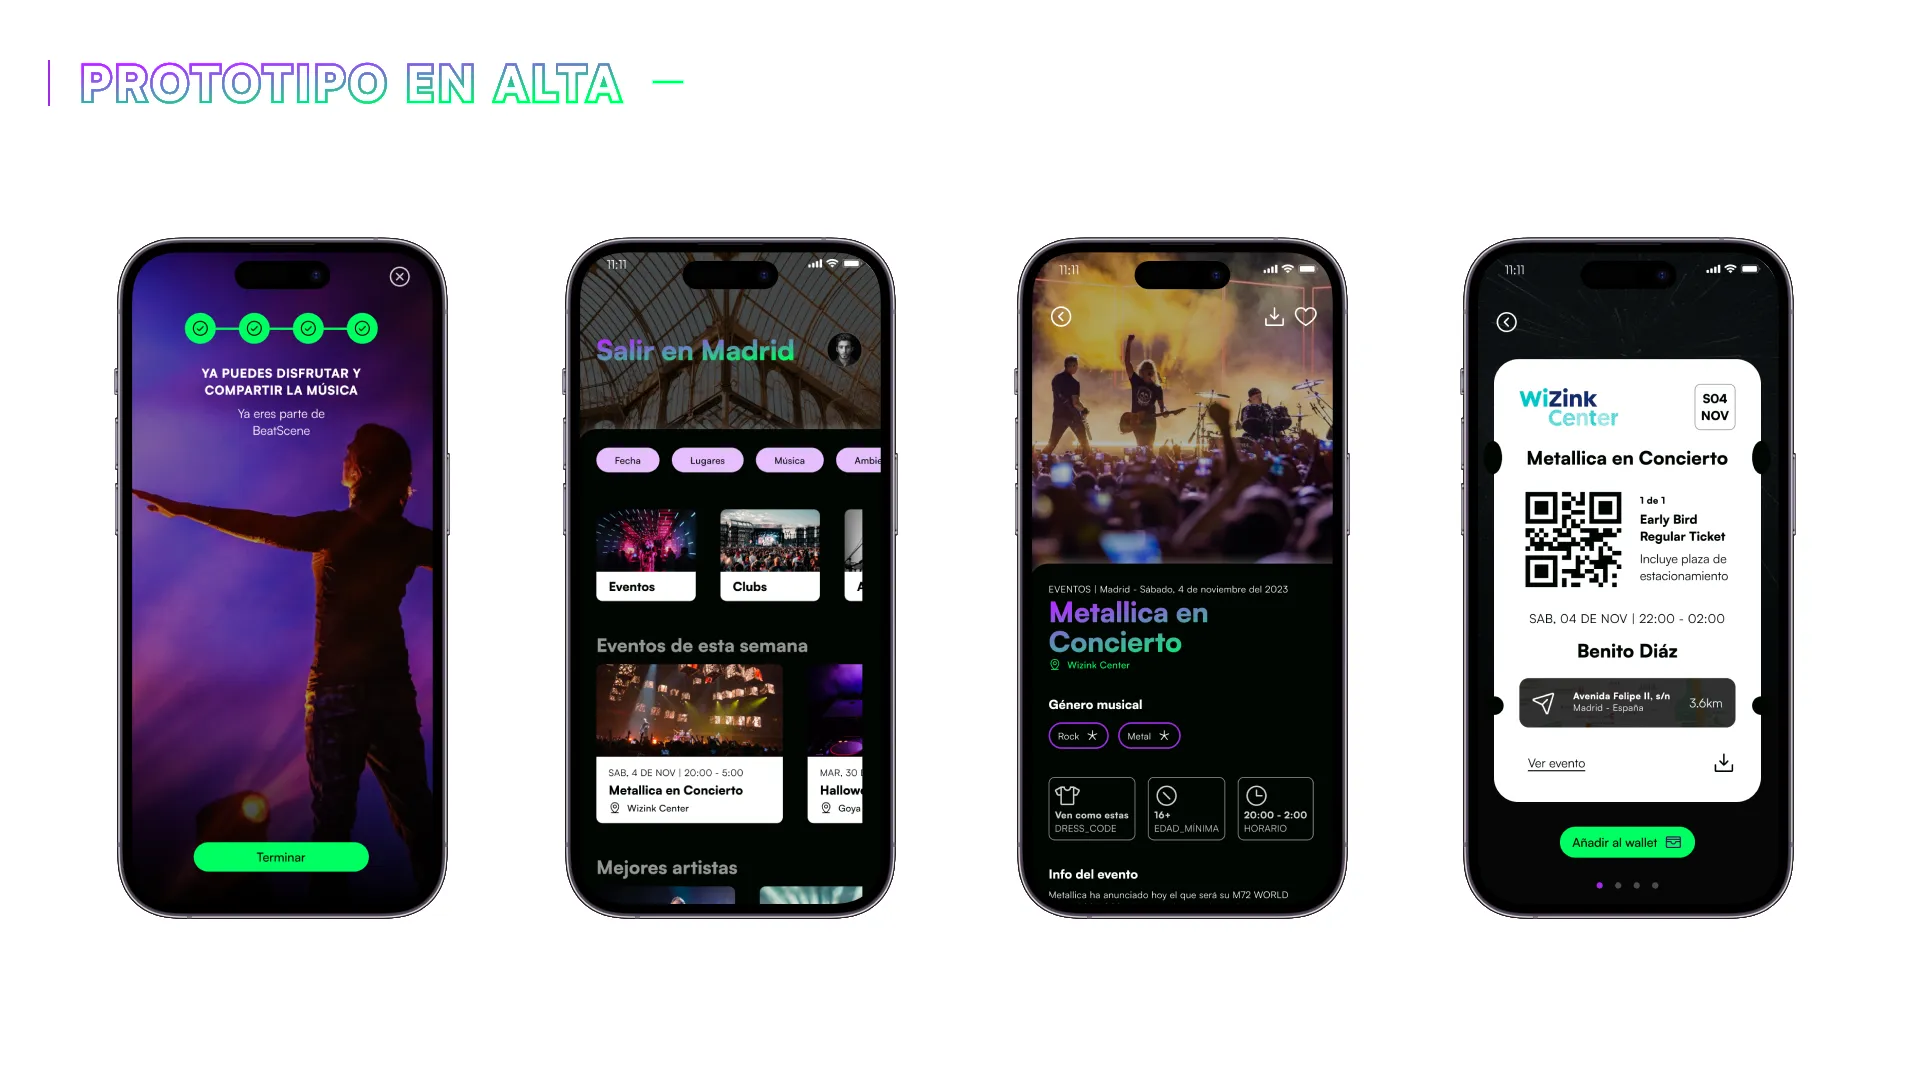 PROTOTIPO EN ALTA
YA PUEDES DISFRUTAR Y
COMPARTIR LA MÚSICA
Ya eres parte de
BeatScene
Terminar
11:11
Salir en Madrid
Fecha
Lugares
Música
Ambie
Eventos
Clubs
A
Eventos de esta semana
SAB, 4 DE NOV | 20:00 - 5:00
Metallica en Concierto
Wizink Center
MAR, 30
Hallow
Goya
Mejores artistas
11:11
EVENTOS | Madrid - Sábado, 4 de noviembre del 2023
Metallica en
Concierto
Wizink Center
Género musical
Rock
Metal
Ven como estas
DRESS_CODE
16+
EDAD_MÍNIMA
20:00 - 2:00
HORARIO
Info del evento
Metallica ha anunciado hoy el que será su M72 WORLD
11:11
WiZink
Center
S04
NOV
Metallica en Concierto
1 de 1
Early Bird
Regular Ticket
Incluye plaza de
estacionamiento
SAB, 04 DE NOV | 22:00 - 02:00
Benito Diáz
Avenida Felipe II, s/n
Madrid - España
3.6km
Ver evento
Añadir al wallet